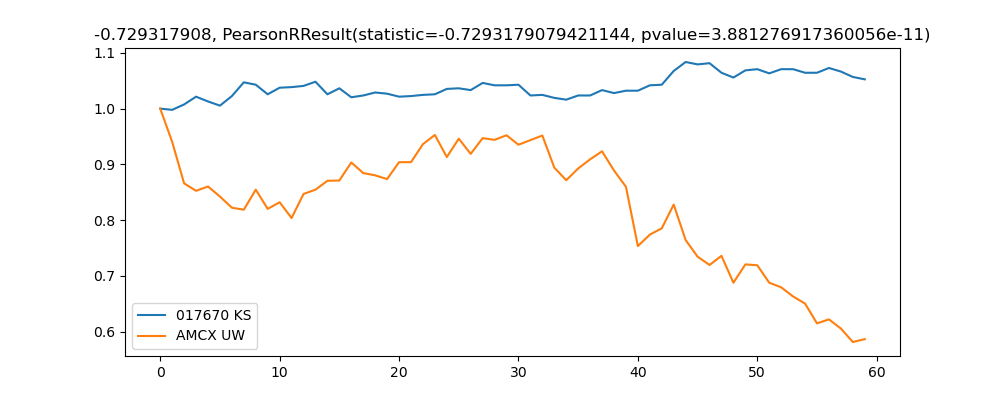 -0.729317908, PearsonRResult(statistic=-0.7293179079421144, pvalue=3.881276917360056e-11)
1.1
1.0
0.9
0.8
0.7
0.6
017670 KS
AMCX UW
0 10 20 30 40 50 60